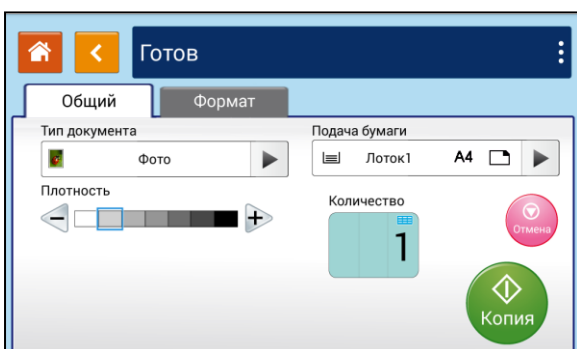 Готов
Общий
Формат
Тип документа
Фото
Подача бумаги
Лоток1 A4
Плотность
Количество
1
Отмена
Копия